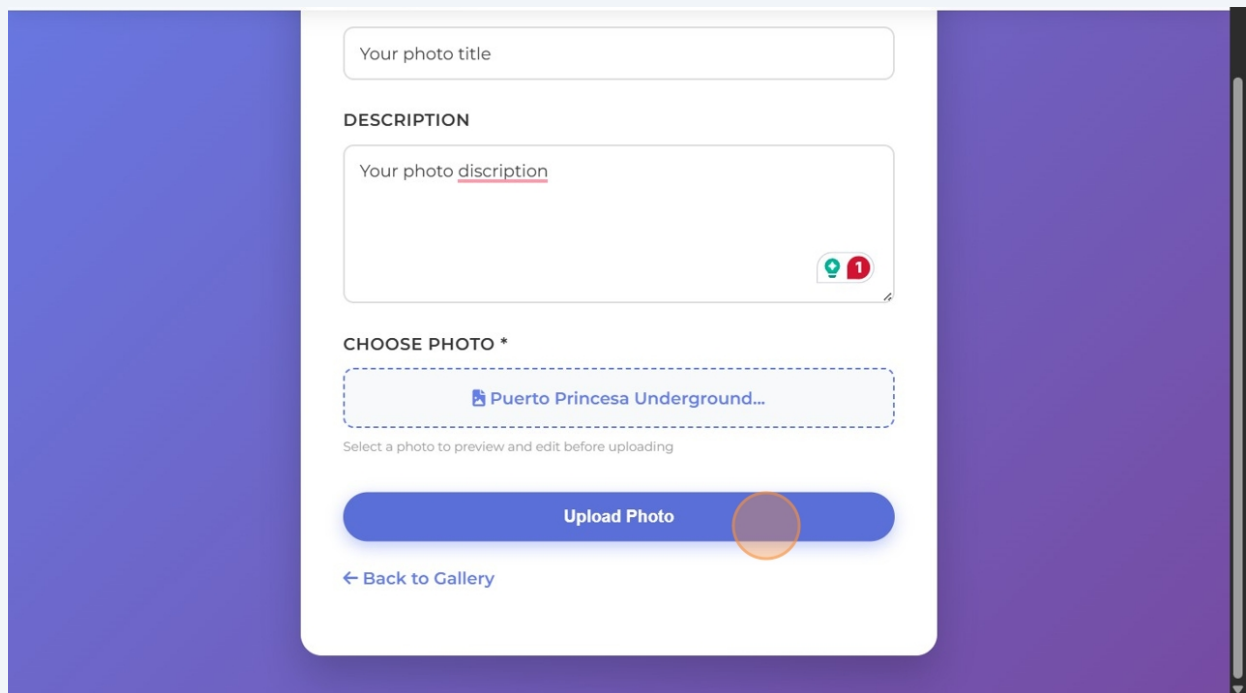 Your photo title
DESCRIPTION
Your photo discription
1
CHOOSE PHOTO *
Puerto Princesa Underground...
Select a photo to preview and edit before uploading
Upload Photo
← Back to Gallery